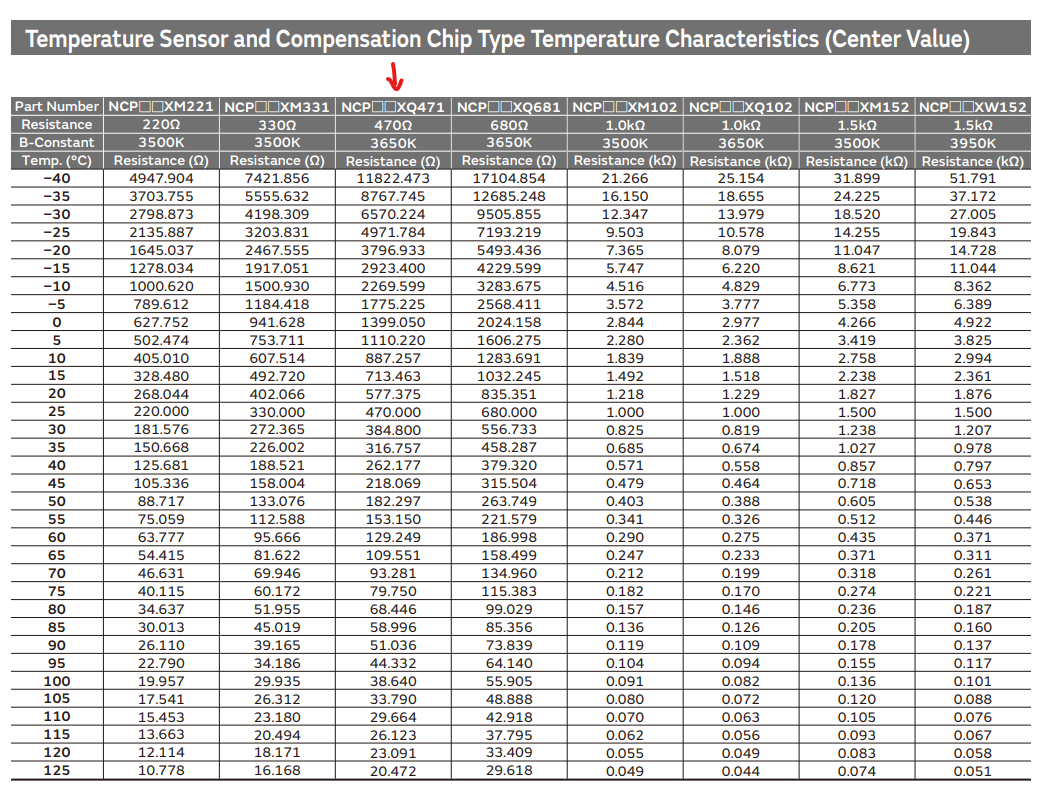 Temperature Sensor and Compensation Chip Type Temperature Characteristics (Center Value)
Part Number NCP□□XM221 NCP□□XM331 NCP□□XQ471 NCP□□XQ681 NCP□□XM102 NCP□□XQ102 NCP□□XM152 NCP□□XW152
Resistance 220Ω 330Ω 470Ω 680Ω 1.0kΩ 1.0kΩ 1.5kΩ 1.5kΩ
B-Constant 3500K 3500K 3650K 3650K 3500K 3650K 3500K 3950K
Temp. (°C) Resistance (Ω) Resistance (Ω) Resistance (Ω) Resistance (Ω) Resistance (kΩ) Resistance (kΩ) Resistance (kΩ) Resistance (kΩ)
−40 4947.904 7421.856 11822.473 17104.854 21.266 25.154 31.899 51.791
−35 3703.755 5555.632 8767.745 12685.248 16.150 18.655 24.225 37.172
−30 2798.873 4198.309 6570.224 9505.855 12.347 13.979 18.520 27.005
−25 2135.887 3203.831 4971.784 7193.219 9.503 10.578 14.255 19.843
−20 1645.037 2467.555 3796.933 5493.436 7.365 8.079 11.047 14.728
−15 1278.034 1917.051 2923.400 4229.599 5.747 6.220 8.621 11.044
−10 1000.620 1500.930 2269.599 3283.675 4.516 4.829 6.773 8.362
−5 789.612 1184.418 1775.225 2568.411 3.572 3.777 5.358 6.389
0 627.752 941.628 1399.050 2024.158 2.844 2.977 4.266 4.922
5 502.474 753.711 1110.220 1606.275 2.280 2.362 3.419 3.825
10 405.010 607.514 887.257 1283.691 1.839 1.888 2.758 2.994
15 328.480 492.720 713.463 1032.245 1.492 1.518 2.238 2.361
20 268.044 402.066 577.375 835.351 1.218 1.229 1.827 1.876
25 220.000 330.000 470.000 680.000 1.000 1.000 1.500 1.500
30 181.576 272.365 384.800 556.733 0.825 0.819 1.238 1.207
35 150.668 226.002 316.757 458.287 0.685 0.674 1.027 0.978
40 125.681 188.521 262.177 379.320 0.571 0.558 0.857 0.797
45 105.336 158.004 218.069 315.504 0.479 0.464 0.718 0.653
50 88.717 133.076 182.297 263.749 0.403 0.388 0.605 0.538
55 75.059 112.588 153.150 221.579 0.341 0.326 0.512 0.446
60 63.777 95.666 129.249 186.998 0.290 0.275 0.435 0.371
65 54.415 81.622 109.551 158.499 0.247 0.233 0.371 0.311
70 46.631 69.946 93.281 134.960 0.212 0.199 0.318 0.261
75 40.115 60.172 79.750 115.383 0.182 0.170 0.274 0.221
80 34.637 51.955 68.446 99.029 0.157 0.146 0.236 0.187
85 30.013 45.019 58.996 85.356 0.136 0.126 0.205 0.160
90 26.110 39.165 51.036 73.839 0.119 0.109 0.178 0.137
95 22.790 34.186 44.332 64.140 0.104 0.094 0.155 0.117
100 19.957 29.935 38.640 55.905 0.091 0.082 0.136 0.101
105 17.541 26.312 33.790 48.888 0.080 0.072 0.120 0.088
110 15.453 23.180 29.664 42.918 0.070 0.063 0.105 0.076
115 13.663 20.494 26.123 37.795 0.062 0.056 0.093 0.067
120 12.114 18.171 23.091 33.409 0.055 0.049 0.083 0.058
125 10.778 16.168 20.472 29.618 0.049 0.044 0.074 0.051